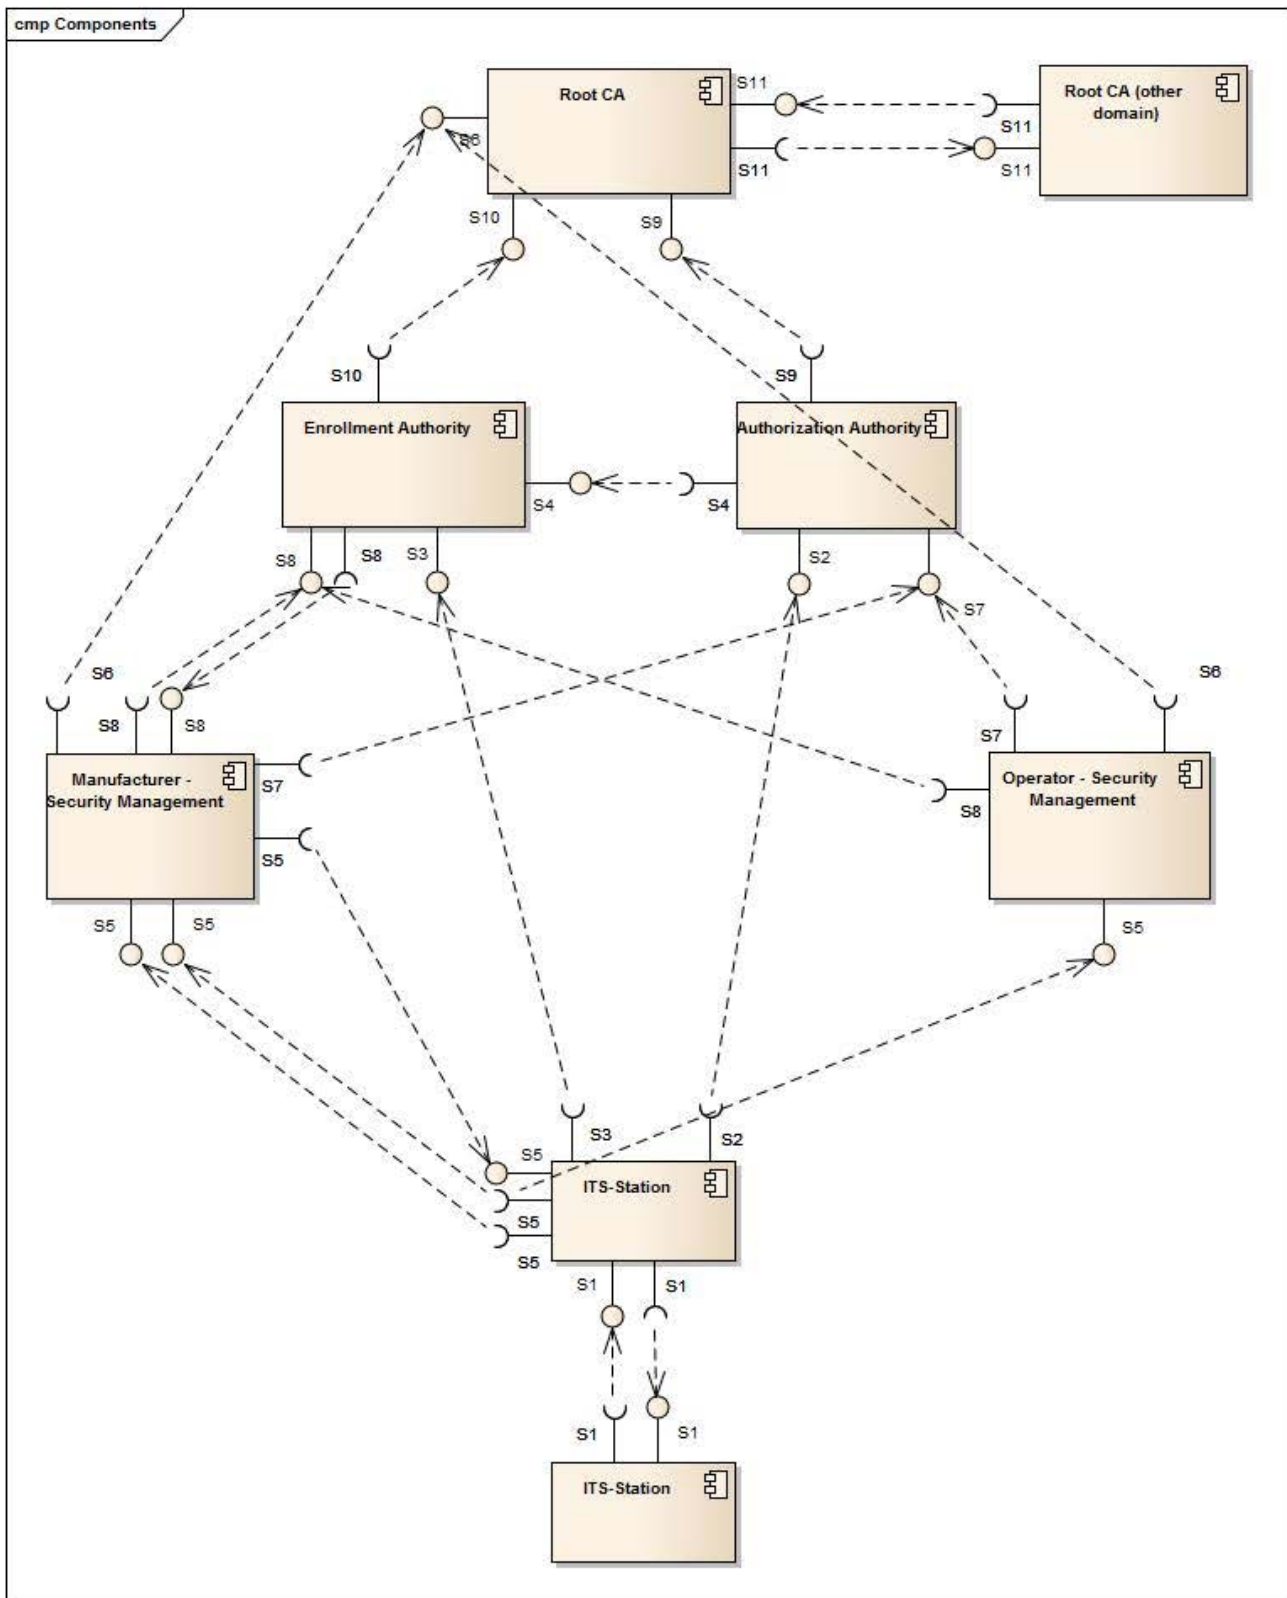 cmp Components
Root CA
Root CA (other
domain)
S11
S11
S11
S11
S6
S10
S9
S10
S9
Enrollment Authority
Authorization Authority
S4
S4
S8
S8
S3
S2
S7
S6
S8
S8
S7
S6
Manufacturer -
Security Management
S7
S5
Operator - Security
Management
S8
S5
S5
S5
S3
S2
S5
S5
S5
ITS-Station
S1
S1
S1
S1
ITS-Station